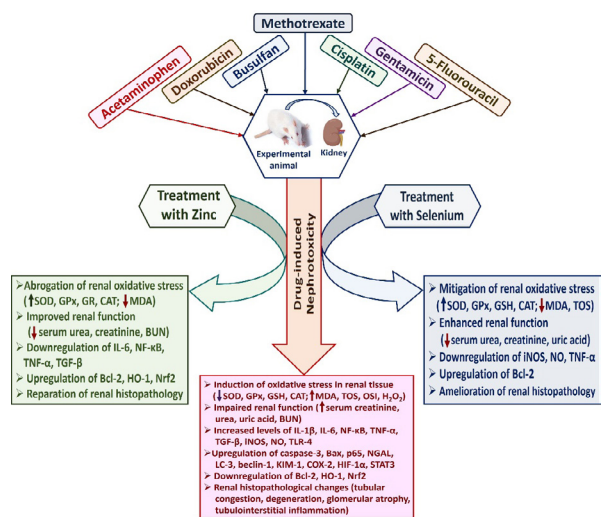 Methotrexate
Acetaminophen
Doxorubicin
Busulfan
Cisplatin
Gentamicin
5-Fluorouracil
Experimental
animal
Kidney
Treatment
with Zinc
Treatment
with Selenium
Drug-induced
Nephrotoxicity
➤Abrogation of renal oxidative stress
(↑SOD, GPx, GR, CAT; ↓MDA)
➤Improved renal function
(↓ serum urea, creatinine, BUN)
➤Downregulation of IL-6, NF-κB,
TNF-α, TGF-β
➤Upregulation of Bcl-2, HO-1, Nrf2
➤Reparation of renal histopathology
➤Mitigation of renal oxidative stress
(↑SOD, GPx, GSH, CAT; ↓MDA, TOS)
➤Enhanced renal function
(↓serum urea, creatinine, uric acid)
➤Downregulation of iNOS, NO, TNF-α
➤Upregulation of Bcl-2
➤Amelioration of renal histopathology
➤Induction of oxidative stress in renal tissue
(↓SOD, GPx, GSH, CAT; ↑MDA, TOS, OSI, H₂O₂)
➤Impaired renal function (↑serum creatinine,
urea, uric acid, BUN)
➤Increased levels of IL-1β, IL-6, NF-κB, TNF-α,
TGF-β, iNOS, NO, TLR-4
➤Upregulation of caspase-3, Bax, p65, NGAL,
LC-3, beclin-1, KIM-1, COX-2, HIF-1α, STAT3
➤Downregulation of Bcl-2, HO-1, Nrf2
➤Renal histopathological changes (tubular
congestion, degeneration, glomerular atrophy,
tubulointerstitial inflammation)